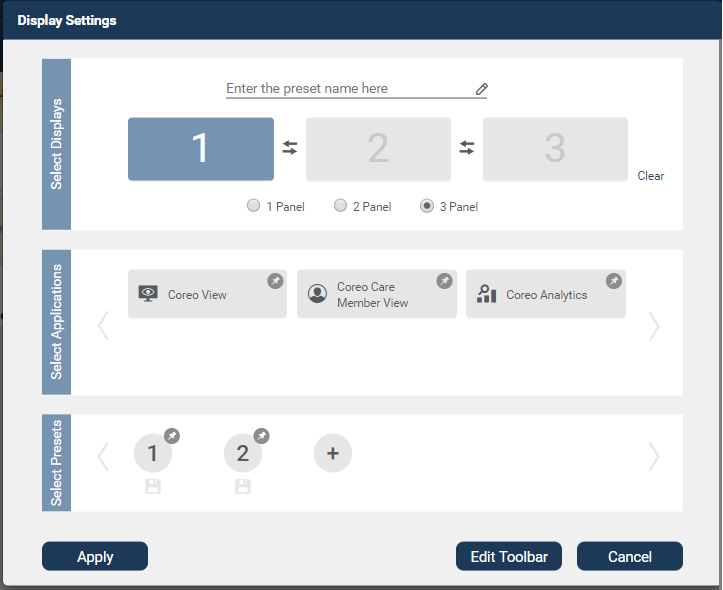 Display Settings
Select Displays
Enter the preset name here
1
2
3
Clear
1 Panel
2 Panel
3 Panel
Select Applications
Coreo View
Coreo Care
Member View
Coreo Analytics
Select Presets
1
2
+
Apply
Edit Toolbar
Cancel